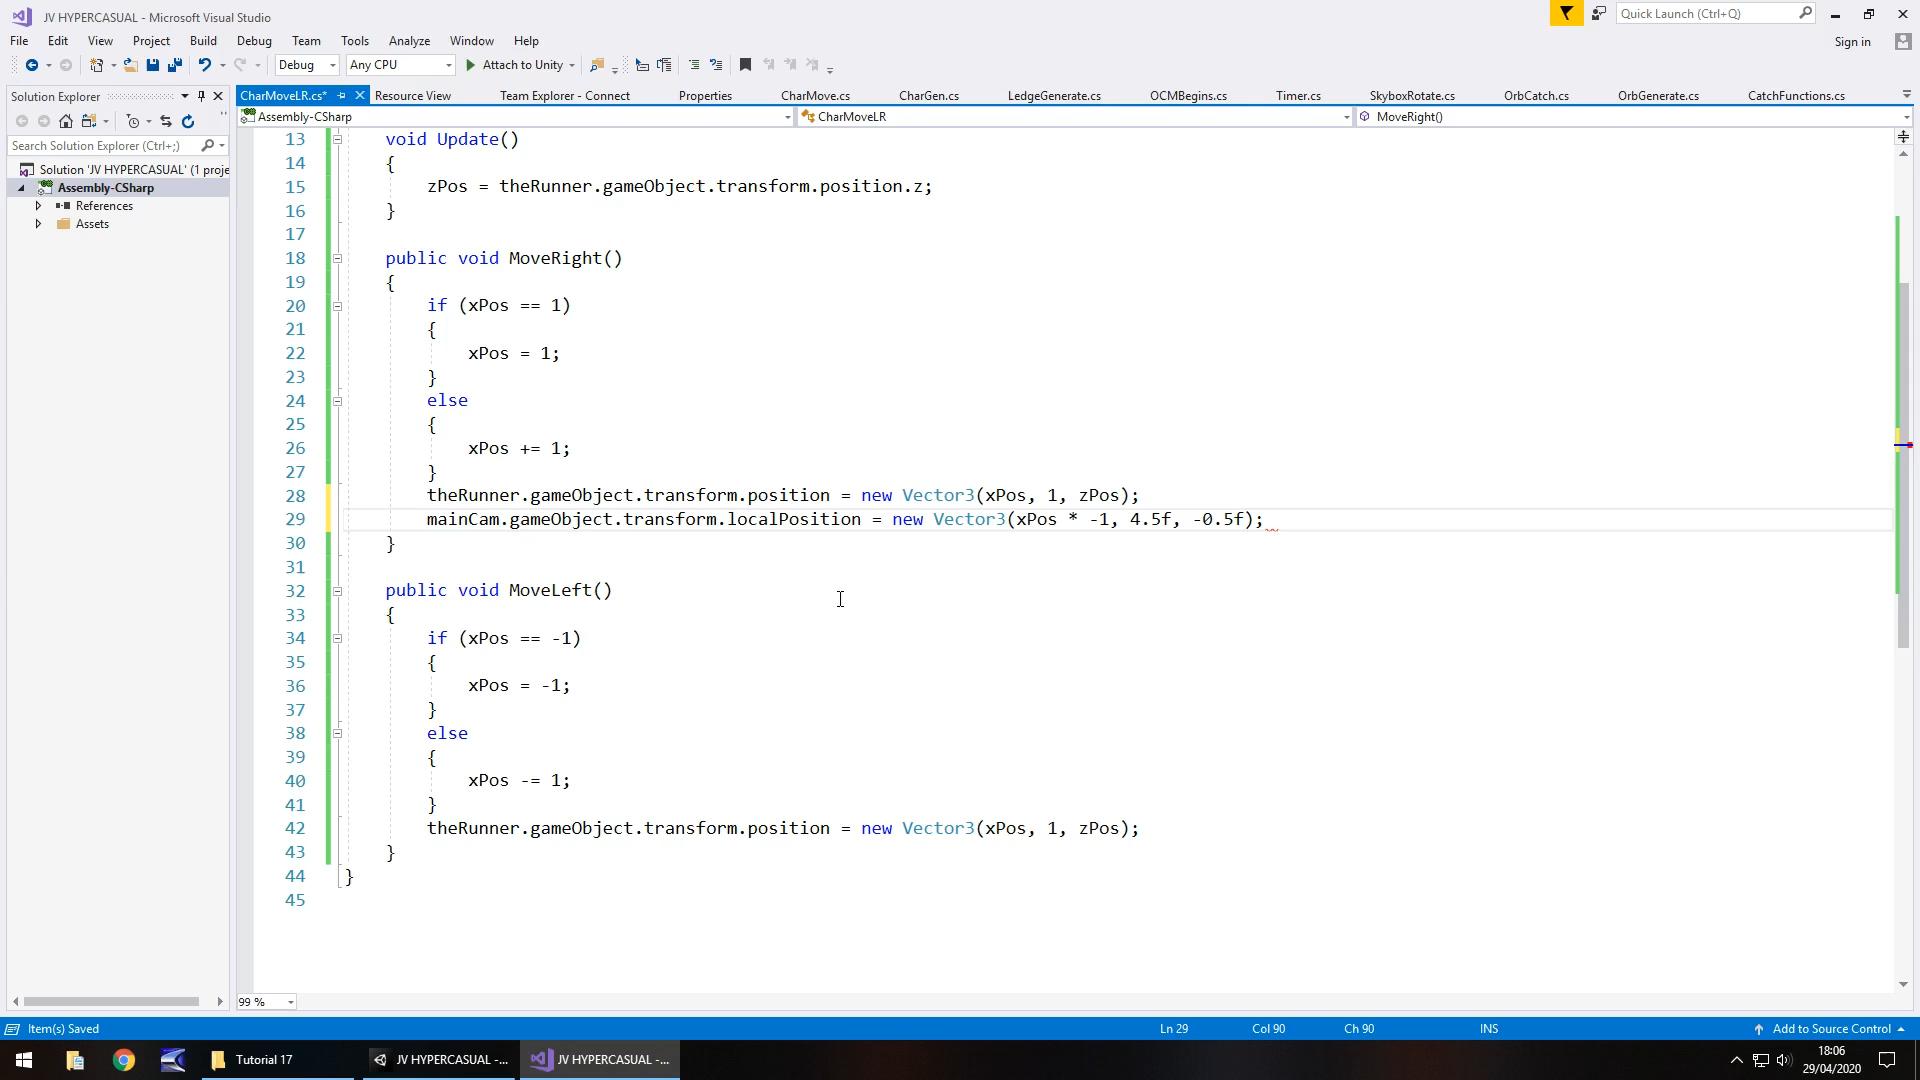 JV HYPERCASUAL - Microsoft Visual Studio
Quick Launch (Ctrl+Q)
File Edit View Project Build Debug Team Tools Analyze Window Help
Sign in
Debug Any CPU Attach to Unity
Solution Explorer
CharMoveLR.cs* Resource View Team Explorer - Connect Properties CharMove.cs CharGen.cs LedgeGenerate.cs OCMBegins.cs Timer.cs SkyboxRotate.cs OrbCatch.cs OrbGenerate.cs CatchFunctions.cs
Assembly-CSharp CharMoveLR MoveRight()
Search Solution Explorer (Ctrl+;)
Solution 'JV HYPERCASUAL' (1 proje
Assembly-CSharp
References
Assets
13 void Update()
14 {
15 zPos = theRunner.gameObject.transform.position.z;
16 }
17
18 public void MoveRight()
19 {
20 if (xPos == 1)
21 {
22 xPos = 1;
23 }
24 else
25 {
26 xPos += 1;
27 }
28 theRunner.gameObject.transform.position = new Vector3(xPos, 1, zPos);
29 mainCam.gameObject.transform.localPosition = new Vector3(xPos * -1, 4.5f, -0.5f);
30 }
31
32 public void MoveLeft()
33 {
34 if (xPos == -1)
35 {
36 xPos = -1;
37 }
38 else
39 {
40 xPos -= 1;
41 }
42 theRunner.gameObject.transform.position = new Vector3(xPos, 1, zPos);
43 }
44 }
45
99 %
Item(s) Saved Ln 29 Col 90 Ch 90 INS Add to Source Control
Tutorial 17 JV HYPERCASUAL -... JV HYPERCASUAL -...
18:06
29/04/2020